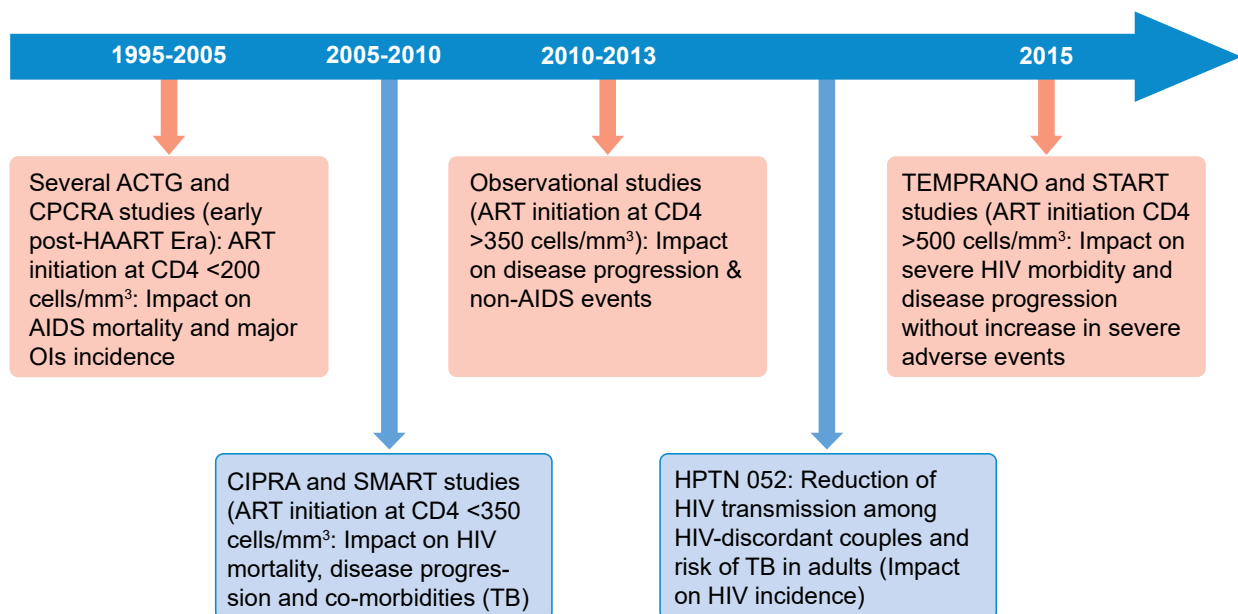 1995-2005
2005-2010
2010-2013
2015
Several ACTG and
CPCRA studies (early
post-HAART Era): ART
initiation at CD4 <200
cells/mm³: Impact on
AIDS mortality and major
OIs incidence
Observational studies
(ART initiation at CD4
>350 cells/mm³): Impact
on disease progression &
non-AIDS events
TEMPRANO and START
studies (ART initiation CD4
>500 cells/mm³: Impact on
severe HIV morbidity and
disease progression
without increase in severe
adverse events
CIPRA and SMART studies
(ART initiation at CD4 <350
cells/mm³: Impact on HIV
mortality, disease progres-
sion and co-morbidities (TB)
HPTN 052: Reduction of
HIV transmission among
HIV-discordant couples and
risk of TB in adults (Impact
on HIV incidence)